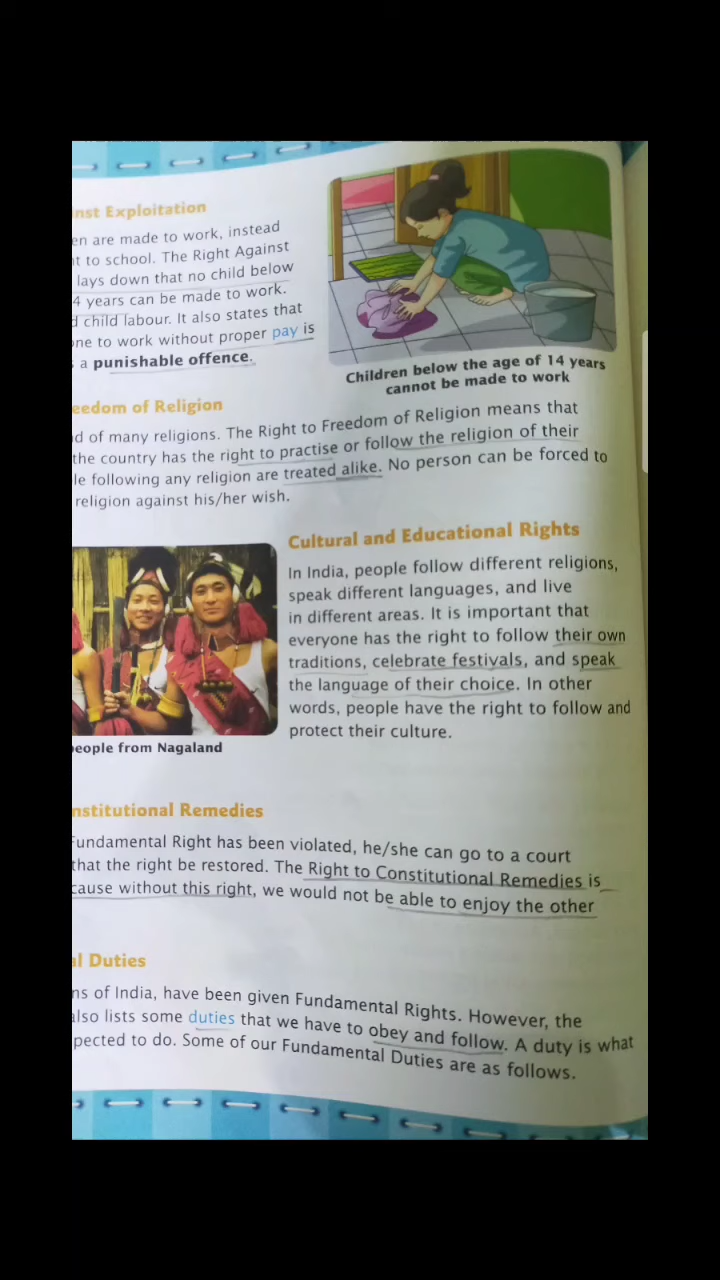 inst Exploitation
en are made to work, instead
t to school. The Right Against
lays down that no child below
4 years can be made to work.
d child labour. It also states that
ne to work without proper pay is
a punishable offence.
Children below the age of 14 years
cannot be made to work
eedom of Religion
d of many religions. The Right to Freedom of Religion means that
the country has the right to practise or follow the religion of their
le following any religion are treated alike. No person can be forced to
religion against his/her wish.
Cultural and Educational Rights
In India, people follow different religions,
speak different languages, and live
in different areas. It is important that
everyone has the right to follow their own
traditions, celebrate festivals, and speak
the language of their choice. In other
words, people have the right to follow and
protect their culture.
people from Nagaland
nstitutional Remedies
Fundamental Right has been violated, he/she can go to a court
that the right be restored. The Right to Constitutional Remedies is
cause without this right, we would not be able to enjoy the other
al Duties
ns of India, have been given Fundamental Rights. However, the
also lists some duties that we have to obey and follow. A duty is what
pected to do. Some of our Fundamental Duties are as follows.